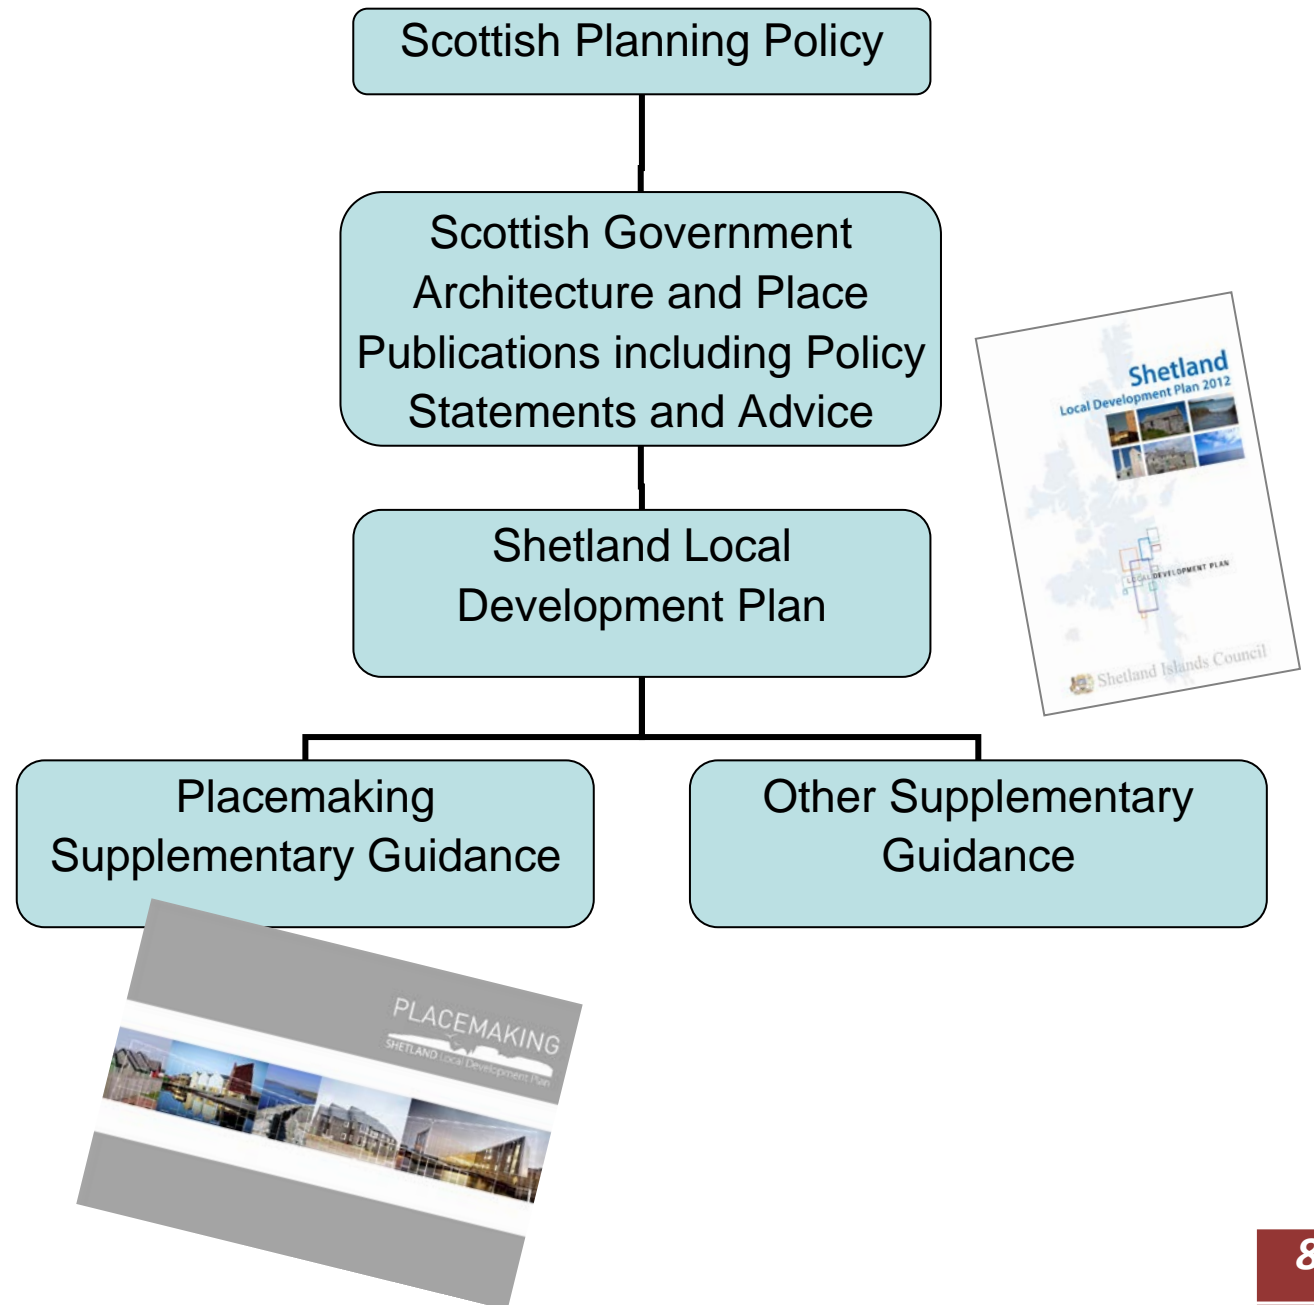 Scottish Planning Policy
Scottish Government
Architecture and Place
Publications including Policy
Statements and Advice
Shetland
Local Development Plan 2012
LOCAL DEVELOPMENT PLAN
Shetland Islands Council
Shetland Local
Development Plan
Placemaking
Supplementary Guidance
Other Supplementary
Guidance
PLACEMAKING
SHETLAND Local Development Plan
8